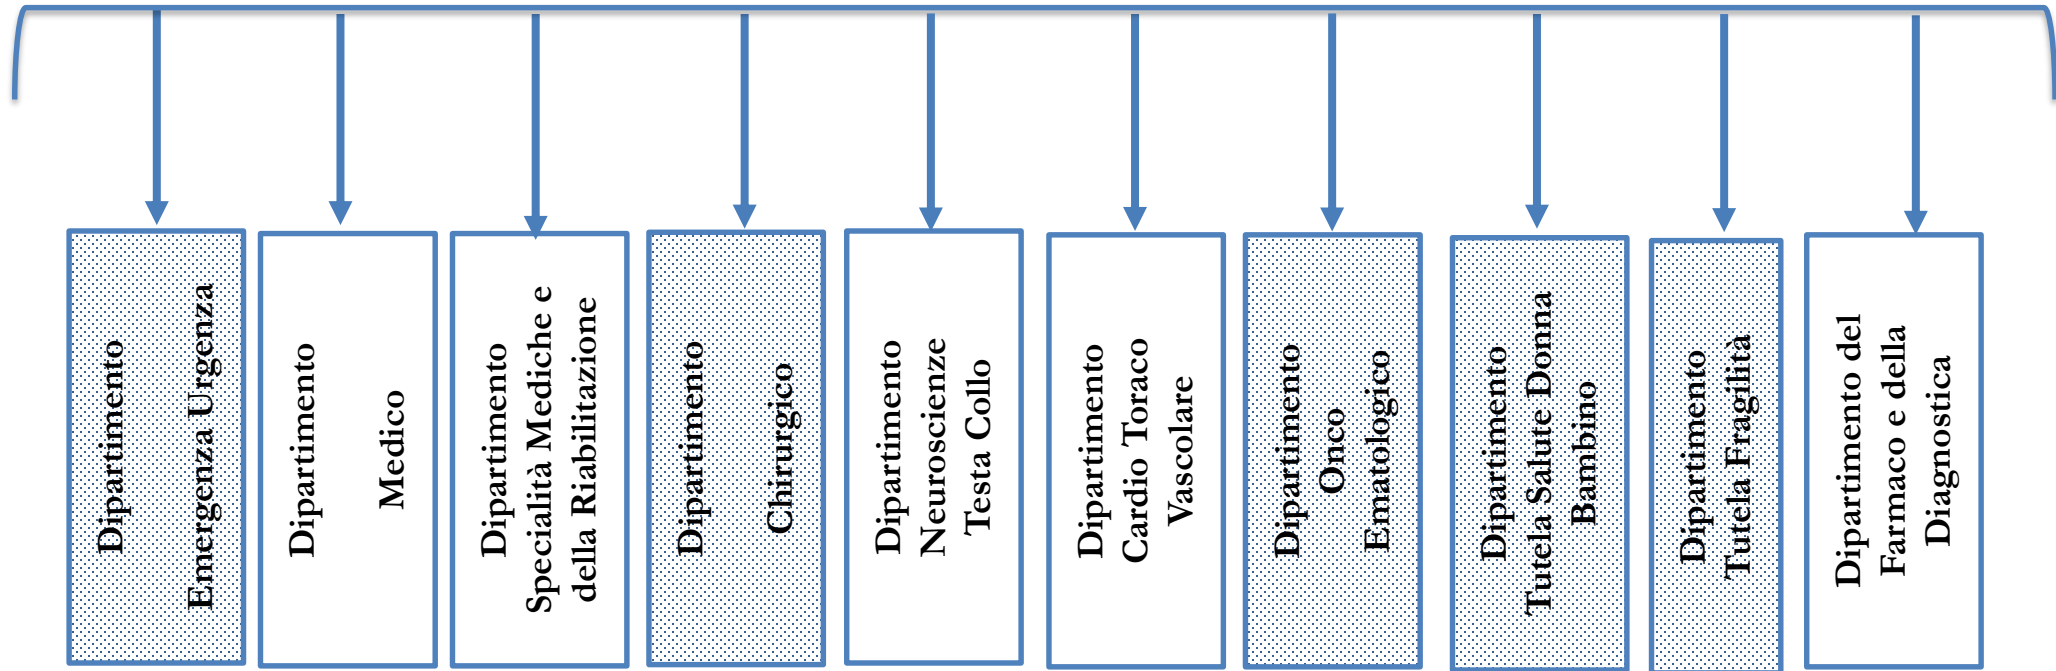 Dipartimento
Emergenza Urgenza
Dipartimento
Medico
Dipartimento
Specialità Mediche e
della Riabilitazione
Dipartimento
Chirurgico
Dipartimento
Neuroscienze
Testa Collo
Dipartimento
Cardio Toraco
Vascolare
Dipartimento
Onco
Ematologico
Dipartimento
Tutela Salute Donna
Bambino
Dipartimento
Tutela Fragilità
Dipartimento del
Farmaco e della
Diagnostica